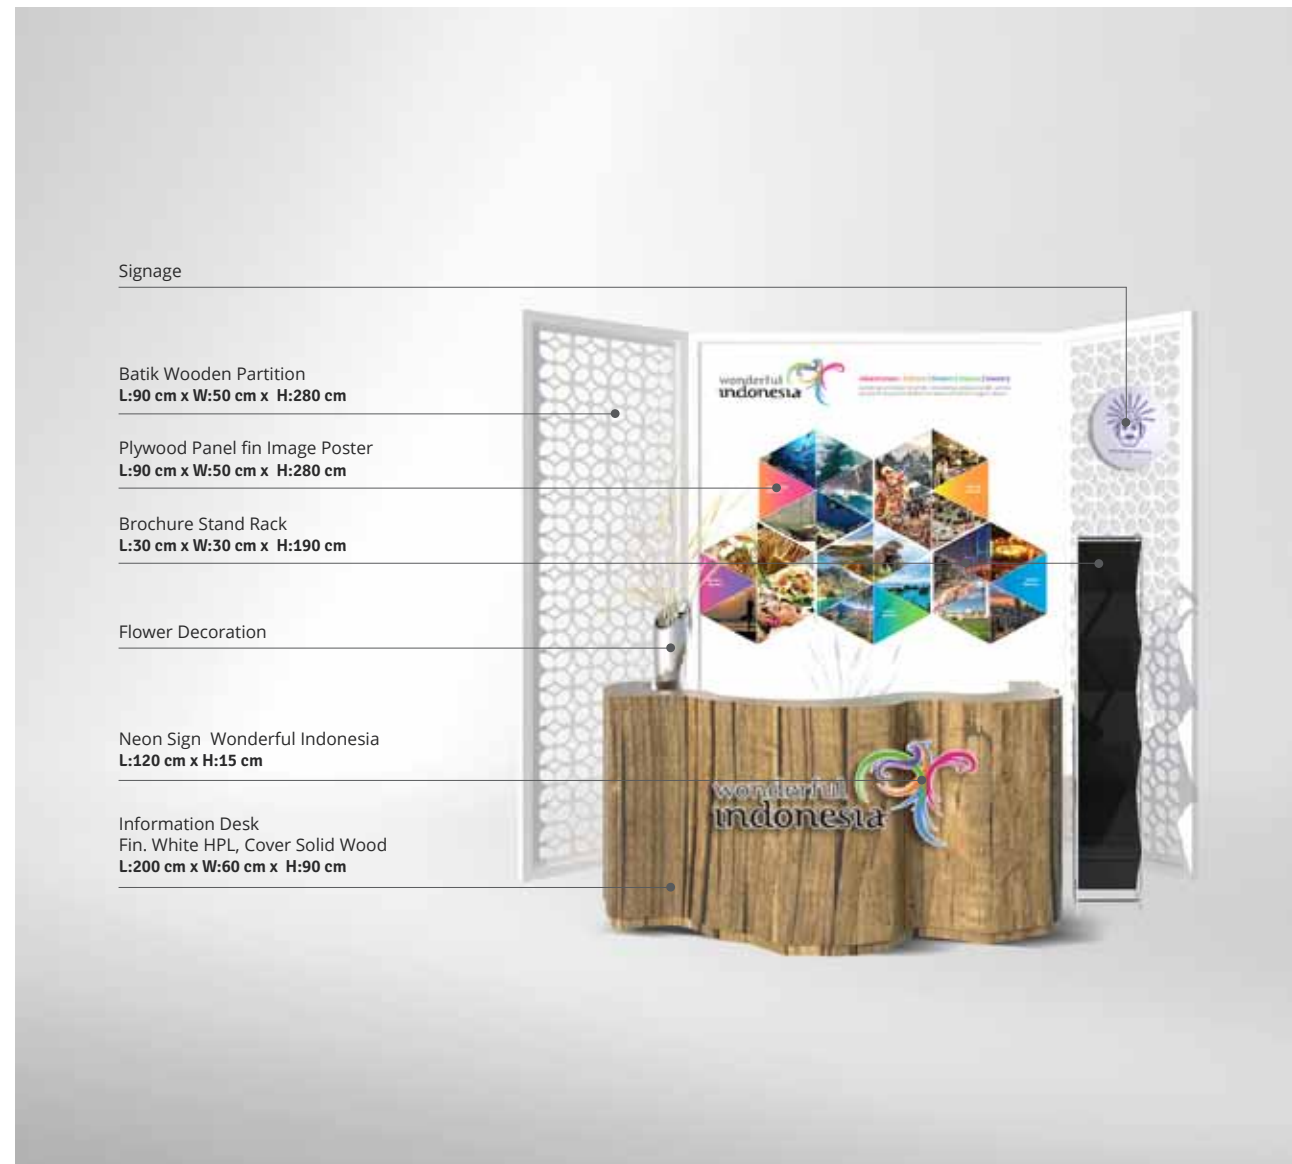 Signage
Batik Wooden Partition
L:90 cm x W:50 cm x H:280 cm
Plywood Panel fin Image Poster
L:90 cm x W:50 cm x H:280 cm
Brochure Stand Rack
L:30 cm x W:30 cm x H:190 cm
Flower Decoration
Neon Sign Wonderful Indonesia
L:120 cm x H:15 cm
Information Desk
Fin. White HPL, Cover Solid Wood
L:200 cm x W:60 cm x H:90 cm
wonderful
indonesia
wonderful
indonesia